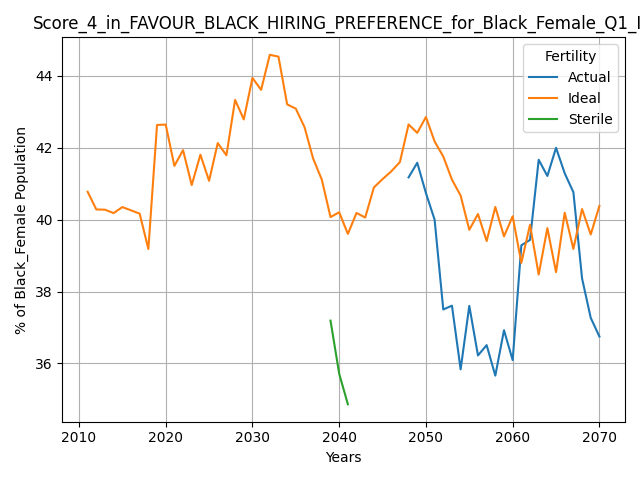 Score_4_in_FAVOUR_BLACK_HIRING_PREFERENCE_for_Black_Female_Q1_I
Fertility
Actual
Ideal
Sterile
% of Black_Female Population
44
42
40
38
36
2010 2020 2030 2040 2050 2060 2070
Years